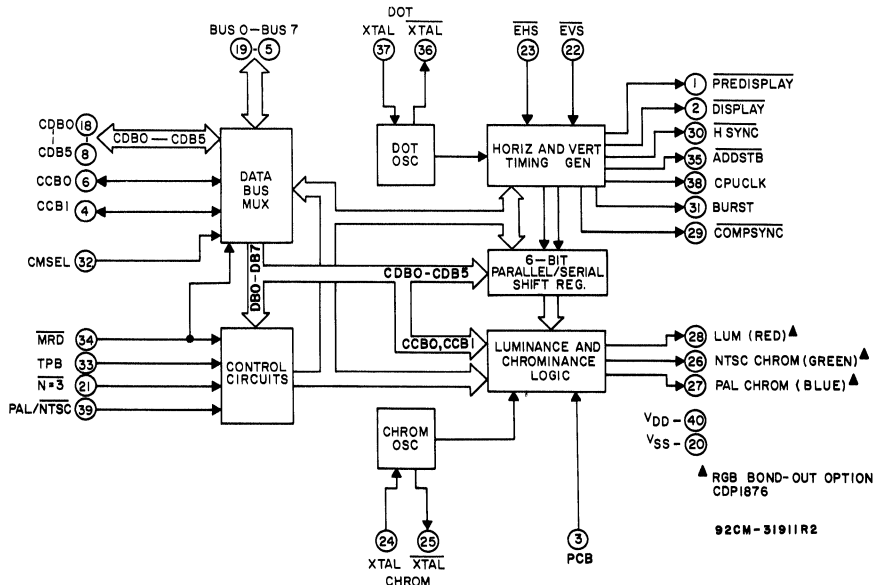 BUS 0-BUS 7
19 - 5
DOT
XTAL XTAL
37 36
EHS EVS
23 22
CDB0 18
CDB5 8
CDB0-CDB5
CCB0 6
CCB1 4
CMSEL 32
DATA
BUS
MUX
DOT
OSC
HORIZ AND VERT
TIMING GEN
1 PREDISPLAY
2 DISPLAY
30 H SYNC
35 ADDSTB
38 CPUCLK
31 BURST
29 COMPSYNC
DB0-DB7
CDB0-CDB5
6-BIT
PARALLEL/SERIAL
SHIFT REG.
CCB0,CCB1
MRD 34
TPB 33
N=3 21
PAL/NTSC 39
CONTROL
CIRCUITS
LUMINANCE AND
CHROMINANCE
LOGIC
28 LUM (RED)▲
26 NTSC CHROM (GREEN)▲
27 PAL CHROM (BLUE)▲
CHROM
OSC
VDD - 40
VSS - 20
▲ RGB BOND-OUT OPTION
CDP1876
24 25
XTAL XTAL
CHROM
3
PCB
92CM-31911R2